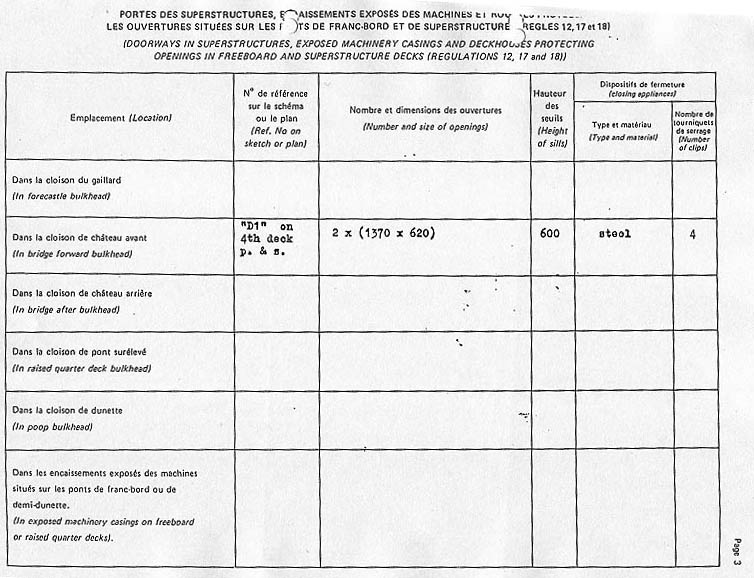 PORTES DES SUPERSTRUCTURES, EXPOSÉS DES MACHINES ET
LES OUVERTURES SITUÉES SUR LES DE FRANC-BORD ET DE SUPERSTRUCTURE REGLES 12, 17 et 18)
(DOORWAYS IN SUPERSTRUCTURES, EXPOSED MACHINERY CASINGS AND DECKHOUSES PROTECTING
OPENINGS IN FREEBOARD AND SUPERSTRUCTURE DECKS (REGULATIONS 12, 17 and 18))
Emplacement (Location)
N° de référence
sur le schéma
ou le plan
(Ref. No on
sketch or plan)
Nombre et dimensions des ouvertures
(Number and size of openings)
Hauteur
des
seuils
(Height
of sills)
Dispositifs de fermeture
(closing appliances)
Type et matériau
(Type and material)
Nombre de
tourniquets
de serrage
(Number
of clips)
Dans la cloison du gaillard
(In forecastle bulkhead)
Dans la cloison de château avant
(In bridge forward bulkhead)
"D1" on
4th deck
p. & s.
2 x (1370 x 620)
600
steel
4
Dans la cloison de château arrière
(In bridge after bulkhead)
Dans la cloison de pont surélevé
(In raised quarter deck bulkhead)
Dans la cloison de dunette
(In poop bulkhead)
Dans les encaissements exposés des machines
situés sur les ponts de franc-bord ou de
demi-dunette.
(In exposed machinery casings on freeboard
or raised quarter decks).
Page 3